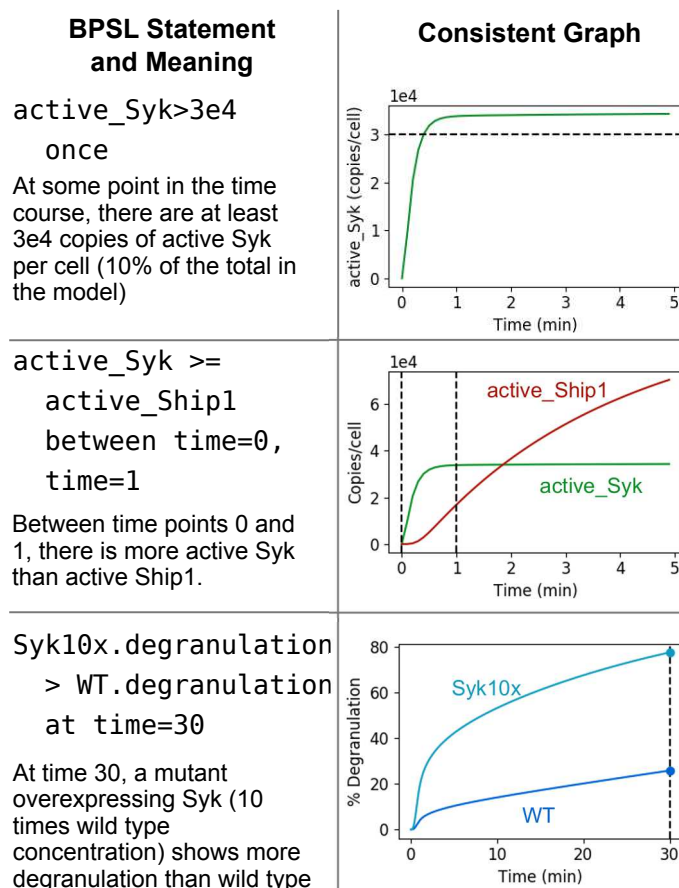 BPSL Statement
and Meaning
Consistent Graph
active_Syk>3e4
once
At some point in the time
course, there are at least
3e4 copies of active Syk
per cell (10% of the total in
the model)
1e4
active_Syk (copies/cell)
3
2
1
0
0 1 2 3 4 5
Time (min)
active_Syk >=
active_Ship1
between time=0,
time=1
Between time points 0 and
1, there is more active Syk
than active Ship1.
1e4
Copies/cell
6
4
2
0
active_Ship1
active_Syk
0 1 2 3 4 5
Time (min)
Syk10x.degranulation
> WT.degranulation
at time=30
At time 30, a mutant
overexpressing Syk (10
times wild type
concentration) shows more
degranulation than wild type
% Degranulation
80
60
40
20
0
Syk10x
WT
0 10 20 30
Time (min)